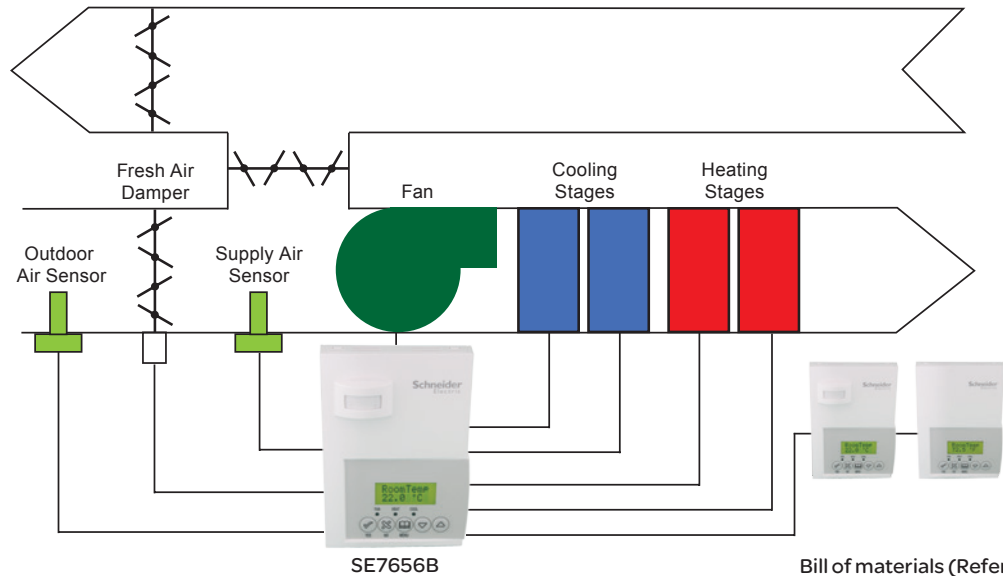 Fresh Air
Damper
Fan
Cooling
Stages
Heating
Stages
Outdoor
Air Sensor
Supply Air
Sensor
Schneider
Electric
RoomTemp
22.0 °C
SE7656B
Bill of materials (Refer